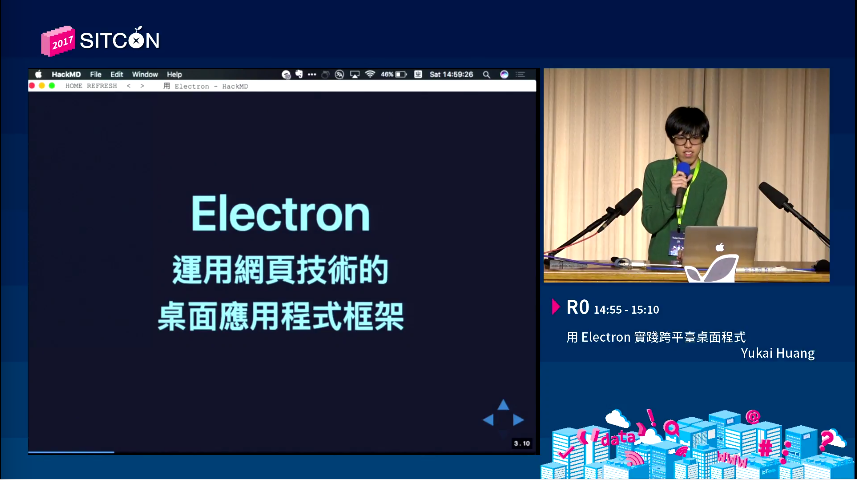 2017 SITCON
HackMD File Edit Window Help 46% Sat 14:59:26
HOME REFRESH < > 用 Electron - HackMD
Electron
運用網頁技術的
桌面應用程式框架
3.10
R0 14:55 - 15:10
用 Electron 實踐跨平臺桌面程式
Yukai Huang
data
www